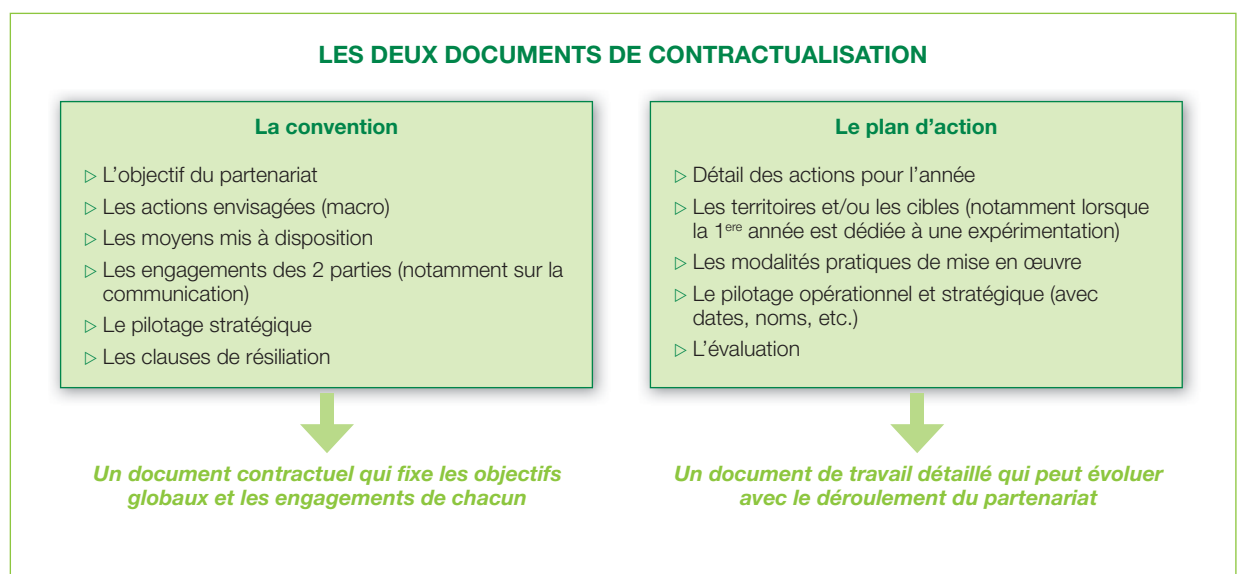 LES DEUX DOCUMENTS DE CONTRACTUALISATION
La convention
▷ L'objectif du partenariat
▷ Les actions envisagées (macro)
▷ Les moyens mis à disposition
▷ Les engagements des 2 parties (notamment sur la
communication)
▷ Le pilotage stratégique
▷ Les clauses de résiliation
Un document contractuel qui fixe les objectifs
globaux et les engagements de chacun
Le plan d'action
▷ Détail des actions pour l'année
▷ Les territoires et/ou les cibles (notamment lorsque
la 1ere année est dédiée à une expérimentation)
▷ Les modalités pratiques de mise en œuvre
▷ Le pilotage opérationnel et stratégique (avec
dates, noms, etc.)
▷ L'évaluation
Un document de travail détaillé qui peut évoluer
avec le déroulement du partenariat